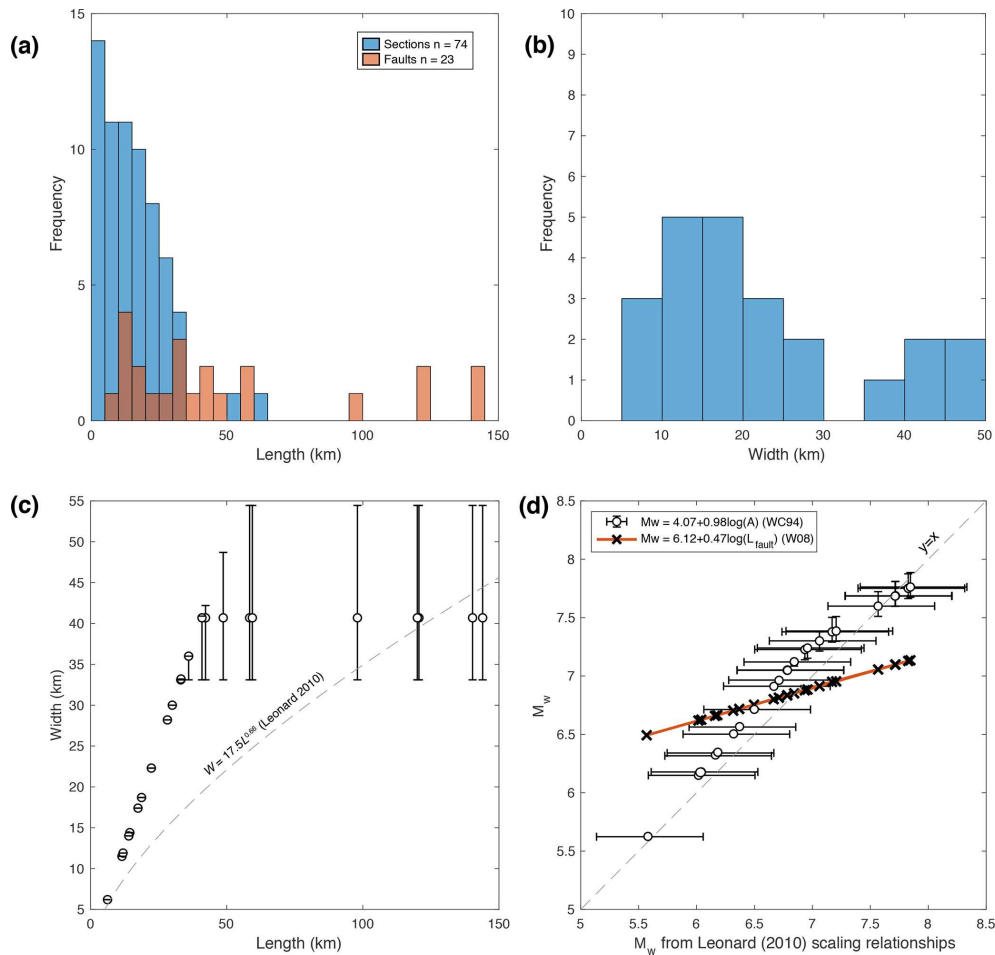 (a)
15
10
5
0
Frequency
Sections n = 74
Faults n = 23
0 50 100 150
Length (km)
(b)
10
9
8
7
6
5
4
3
2
1
0
Frequency
0 10 20 30 40 50
Width (km)
(c)
55
50
45
40
35
30
25
20
15
10
5
Width (km)
W = 17.5L^0.66 (Leonard 2010)
0 50 100 150
Length (km)
(d)
8.5
8
7.5
7
6.5
6
5.5
5
M_w
Mw = 4.07+0.98log(A) (WC94)
Mw = 6.12+0.47log(L_fault) (W08)
y=x
5 5.5 6 6.5 7 7.5 8 8.5
M_w from Leonard (2010) scaling relationships